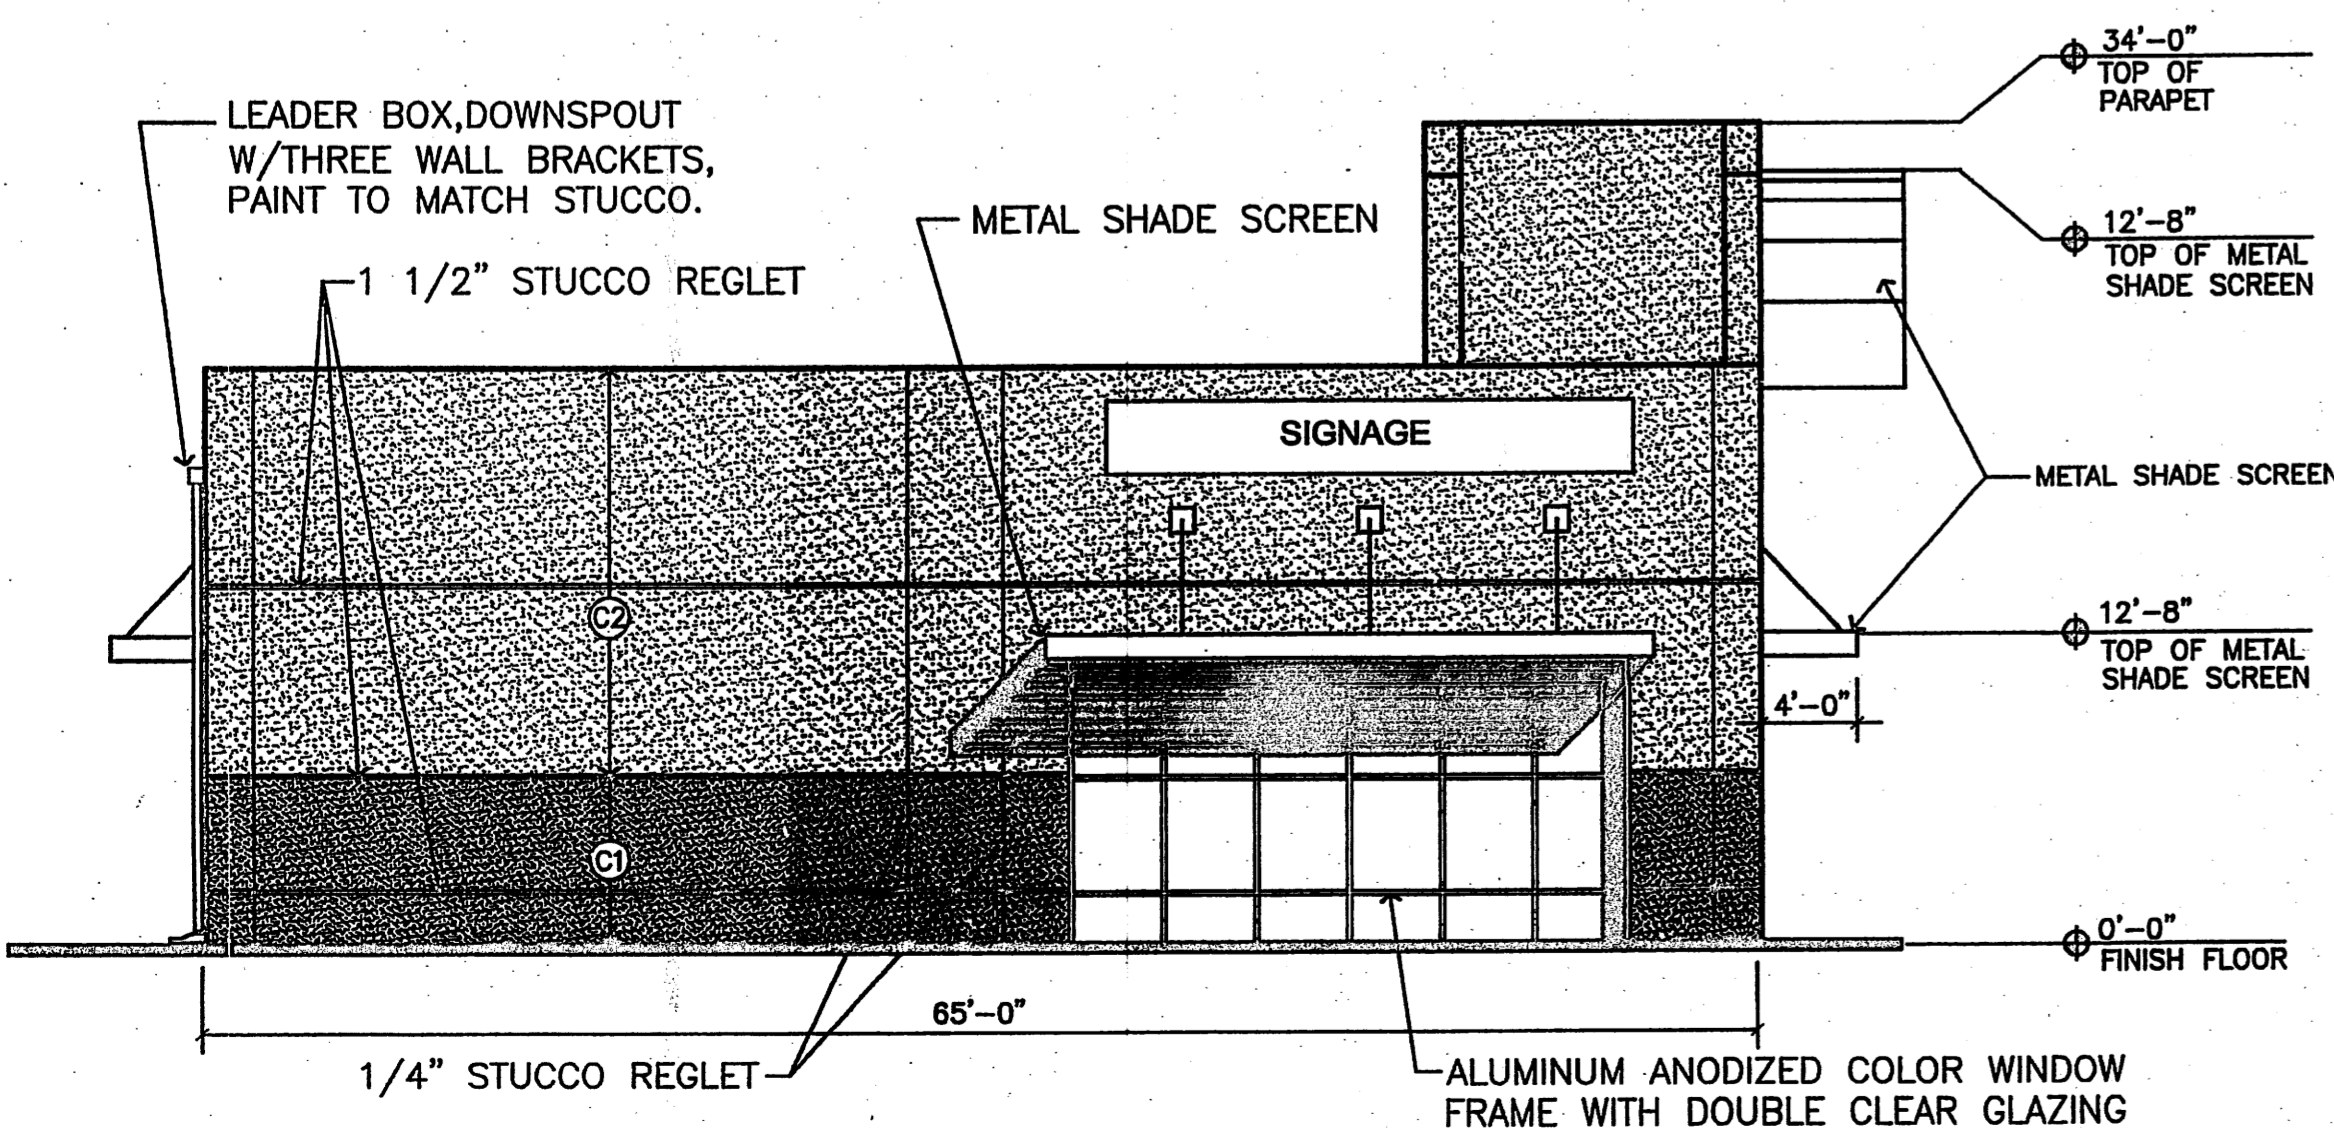 34'-0"
TOP OF
PARAPET
LEADER BOX,DOWNSPOUT
W/THREE WALL BRACKETS,
PAINT TO MATCH STUCCO.
METAL SHADE SCREEN
12'-8"
TOP OF METAL
SHADE SCREEN
1 1/2" STUCCO REGLET
SIGNAGE
METAL SHADE SCREEN
C2
12'-8"
TOP OF METAL
SHADE SCREEN
4'-0"
C1
0'-0"
FINISH FLOOR
65'-0"
1/4" STUCCO REGLET
ALUMINUM ANODIZED COLOR WINDOW
FRAME WITH DOUBLE CLEAR GLAZING